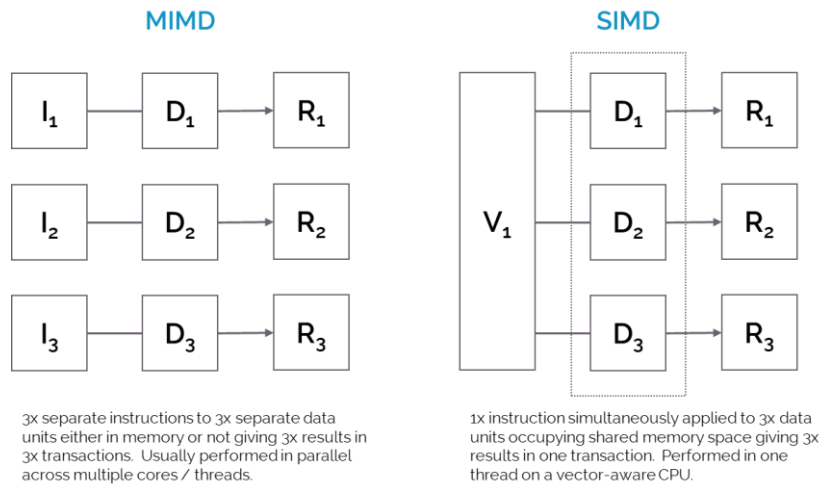 MIMD
I₁ D₁ R₁
I₂ D₂ R₂
I₃ D₃ R₃
3x separate instructions to 3x separate data
units either in memory or not giving 3x results in
3x transactions. Usually performed in parallel
across multiple cores / threads.
SIMD
V₁
D₁ R₁
D₂ R₂
D₃ R₃
1x instruction simultaneously applied to 3x data
units occupying shared memory space giving 3x
results in one transaction. Performed in one
thread on a vector-aware CPU.